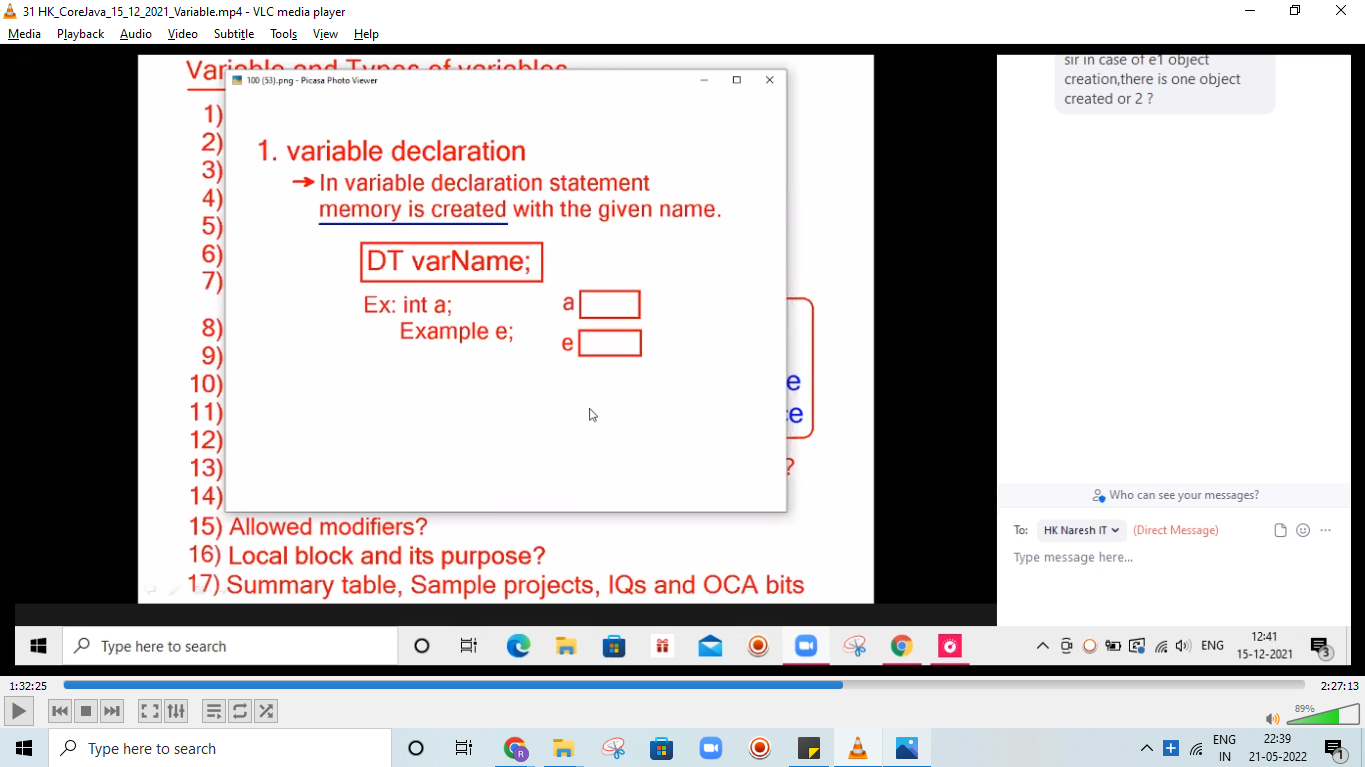 31 HK_CoreJava_15_12_2021_Variable.mp4 - VLC media player
Media Playback Audio Video Subtitle Tools View Help
Variable and Types of variables
100 (53).png - Picasa Photo Viewer
1)
2)
3)
4)
5)
6)
7)
8)
9)
10)
11)
12)
13)
14)
1. variable declaration
→ In variable declaration statement
memory is created with the given name.
DT varName;
Ex: int a;
a
Example e;
e
e
e
?
15) Allowed modifiers?
16) Local block and its purpose?
17) Summary table, Sample projects, IQs and OCA bits
sir in case of e1 object
creation,there is one object
created or 2 ?
Who can see your messages?
To: HK Naresh IT (Direct Message)
Type message here...
Type here to search
ENG
12:41
15-12-2021
3
1:32:25
2:27:13
89%
Type here to search
R
ENG
IN
22:39
21-05-2022
1